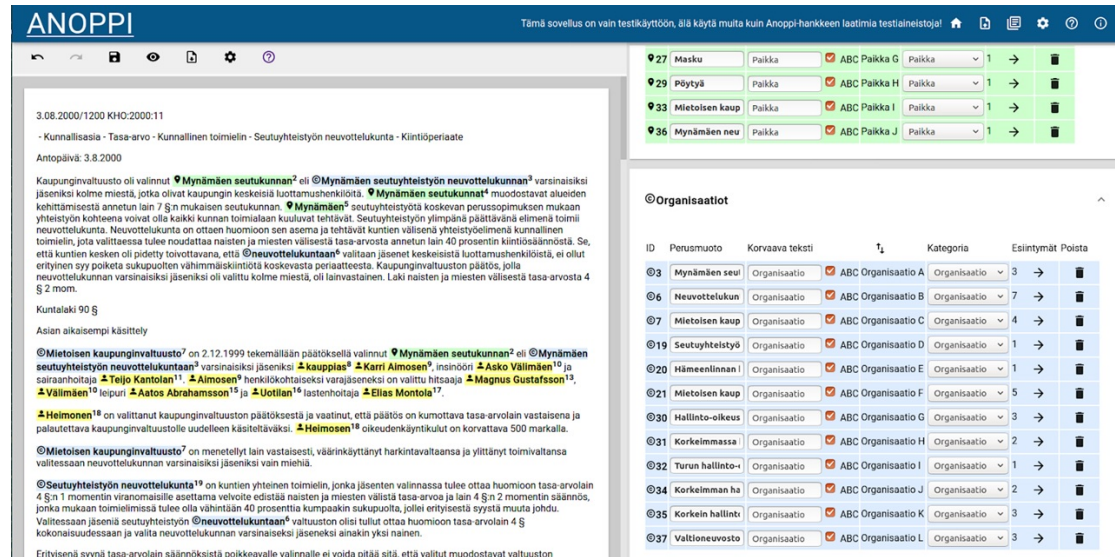 ANOPPI
Tämä sovellus on vain testikäyttöön, älä käytä muita kuin Anoppi-hankkeen laatimia testiaineistoja!
3.08.2000/1200 KHO:2000:11
- Kunnallisasia - Tasa-arvo - Kunnallinen toimielin - Seutuyhteistyön neuvottelukunta - Kiintiöperiaate
Antopäivä: 3.8.2000
Kaupunginvaltuusto oli valinnut Mynämäen seutukunnan2 eli ©Mynämäen seutuyhteistyön neuvottelukunnan3 varsinaisiksi
jäseniksi kolme miestä, jotka olivat kaupungin keskeisiä luottamushenkilöitä. Mynämäen seutukunnat4 muodostavat alueiden
kehittämisestä annetun lain 7 §:n mukaisen seutukunnan. Mynämäen5 seutuyhteistyötä koskevan perussopimuksen mukaan
yhteistyön kohteena voivat olla kaikki kunnan toimialaan kuuluvat tehtävät. Seutuyhteistyön ylimpänä päättävänä elimenä toimii
neuvottelukunta. Neuvottelukunta on ottaen huomioon sen asema ja tehtävät kuntien välisenä yhteistyöelimenä kunnallinen
toimielin, jota valittaessa tulee noudattaa naisten ja miesten välisestä tasa-arvosta annetun lain 40 prosentin kiintiösäännöstä. Se,
että kuntien kesken oli pidetty toivottavana, että ©neuvottelukuntaan6 valitaan jäsenet keskeisistä luottamushenkilöistä, ei ollut
erityinen syy poiketa sukupuolten vähimmäiskiintiötä koskevasta periaatteesta. Kaupunginvaltuuston päätös, jolla
neuvottelukunnan varsinaisiksi jäseniksi oli valittu kolme miestä, oli lainvastainen. Laki naisten ja miesten välisestä tasa-arvosta 4
§ 2 mom.
Kuntalaki 90 §
Asian aikaisempi käsittely
©Mietoisen kaupunginvaltuusto7 on 2.12.1999 tekemällään päätöksellä valinnut Mynämäen seutukunnan2 eli ©Mynämäen
seutuyhteistyön neuvottelukuntaan3 varsinaisiksi jäseniksi kauppias8 Karri Aimosen9, insinööri Asko Välimäen10 ja
sairaanhoitaja Teijo Kantolan11. Aimosen9 henkilökohtaiseksi varajäseneksi on valittu hitsaaja Magnus Gustafsson13,
Välimäen10 leipuri Aatos Abrahamsson15 ja Uotilan16 lastenhoitaja Elias Montola17.
Heimonen18 on valittanut kaupunginvaltuuston päätöksestä ja vaatinut, että päätös on kumottava tasa-arvolain vastaisena ja
palautettava kaupunginvaltuustolle uudelleen käsiteltäväksi. Heimosen18 oikeudenkäyntikulut on korvattava 500 markalla.
©Mietoisen kaupunginvaltuusto7 on menetellyt lain vastaisesti, väärinkäyttänyt harkintavaltaansa ja ylittänyt toimivaltansa
valitessaan neuvottelukunnan varsinaisiksi jäseniksi vain miehiä.
©Seutuyhteistyön neuvottelukunta19 on kuntien yhteinen toimielin, jonka jäsenten valinnassa tulee ottaa huomioon tasa-arvolain
4 §:n 1 momentin viranomaisille asettama velvoite edistää naisten ja miesten välistä tasa-arvoa ja lain 4 §:n 2 momentin säännös,
jonka mukaan toimielimissä tulee olla vähintään 40 prosenttia kumpaakin sukupuolta, jollei erityisestä syystä muuta johdu.
Valitessaan jäseniä seutuyhteistyön ©neuvottelukuntaan6 valtuuston olisi tullut ottaa huomioon tasa-arvolain 4 §
kokonaisuudessaan ja valita neuvottelukunnan varsinaiseksi jäseneksi ainakin yksi nainen.
Erityisenä syynä tasa-arvolain säännöksistä poikkeavalle valinnalle ei voida pitää sitä, että valitut muodostavat valtuuston
27 Masku Paikka ABC Paikka G Paikka 1
29 Pöytyä Paikka ABC Paikka H Paikka 1
33 Mietoisen kaup Paikka ABC Paikka I Paikka 1
36 Mynämäen neu Paikka ABC Paikka J Paikka 1
©Organisaatiot
ID Perusmuoto Korvaava teksti Kategoria Esiintymät Poista
©3 Mynämäen seu Organisaatio ABC Organisaatio A Organisaatio 3
©6 Neuvottelukun Organisaatio ABC Organisaatio B Organisaatio 7
©7 Mietoisen kaup Organisaatio ABC Organisaatio C Organisaatio 4
©19 Seutuyhteistyö Organisaatio ABC Organisaatio D Organisaatio 1
©20 Hämeenlinnan Organisaatio ABC Organisaatio E Organisaatio 1
©21 Mietoisen kaup Organisaatio ABC Organisaatio F Organisaatio 5
©30 Hallinto-oikeus Organisaatio ABC Organisaatio G Organisaatio 3
©31 Korkeimmassa Organisaatio ABC Organisaatio H Organisaatio 2
©32 Turun hallinto- Organisaatio ABC Organisaatio I Organisaatio 1
©34 Korkeimman ha Organisaatio ABC Organisaatio J Organisaatio 2
©35 Korkein hallint Organisaatio ABC Organisaatio K Organisaatio 3
©37 Valtioneuvosto Organisaatio ABC Organisaatio L Organisaatio 3